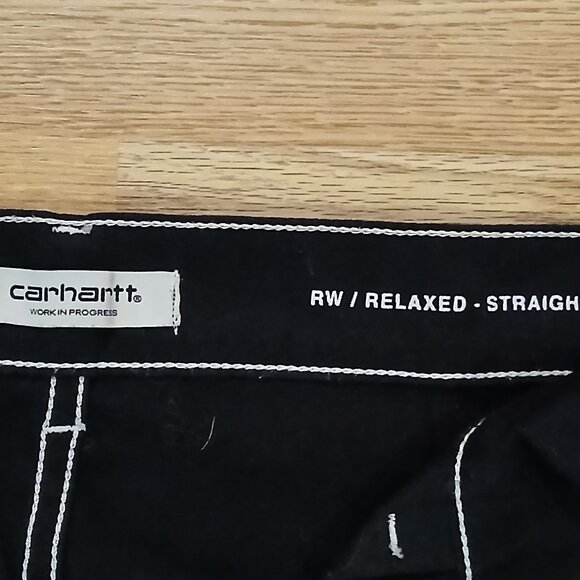 carhartt®
WORK IN PROGRESS
RW / RELAXED - STRAIGH